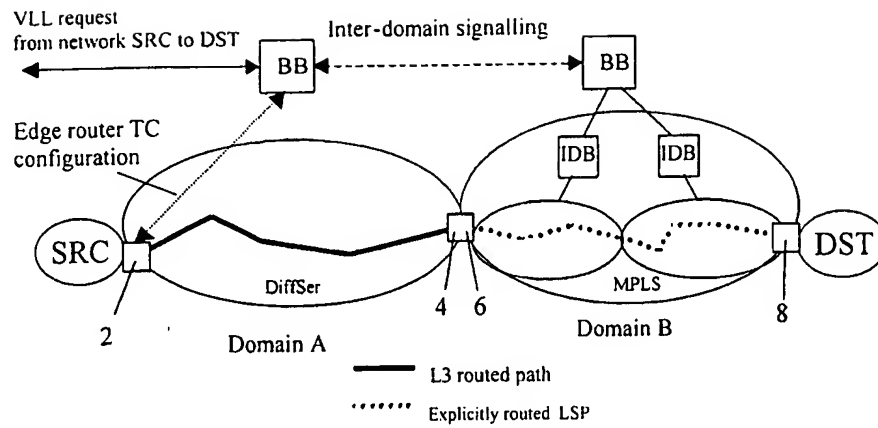 VLL request
from network SRC to DST
Inter-domain signalling
BB
BB
Edge router TC
configuration
IDB
IDB
SRC
DST
DiffSer
MPLS
2
4
6
8
Domain A
Domain B
L3 routed path
Explicitly routed LSP